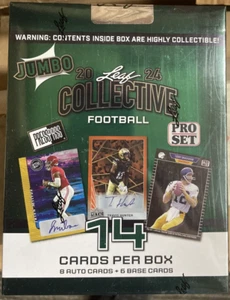 WARNING: CONTENTS INSIDE BOX ARE HIGHLY COLLECTIBLE!
JUMBO
20 Leaf 24
COLLECTIVE
FOOTBALL
PRO
SET
14
CARDS PER BOX
8 AUTO CARDS + 6 BASE CARDS